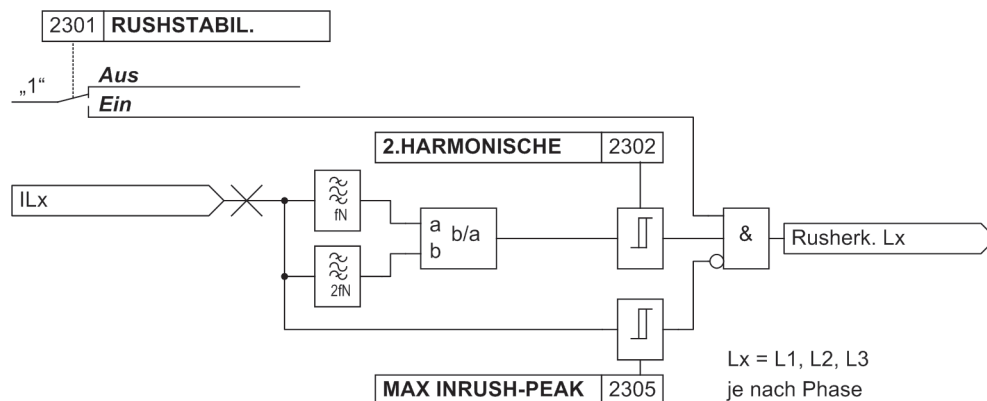 2301 RUSHSTABIL.
„1“
Aus
Ein
2.HARMONISCHE 2302
ILx
fN
a
b
b/a
2fN
&
Rusherk. Lx
MAX INRUSH-PEAK 2305
Lx = L1, L2, L3
je nach Phase